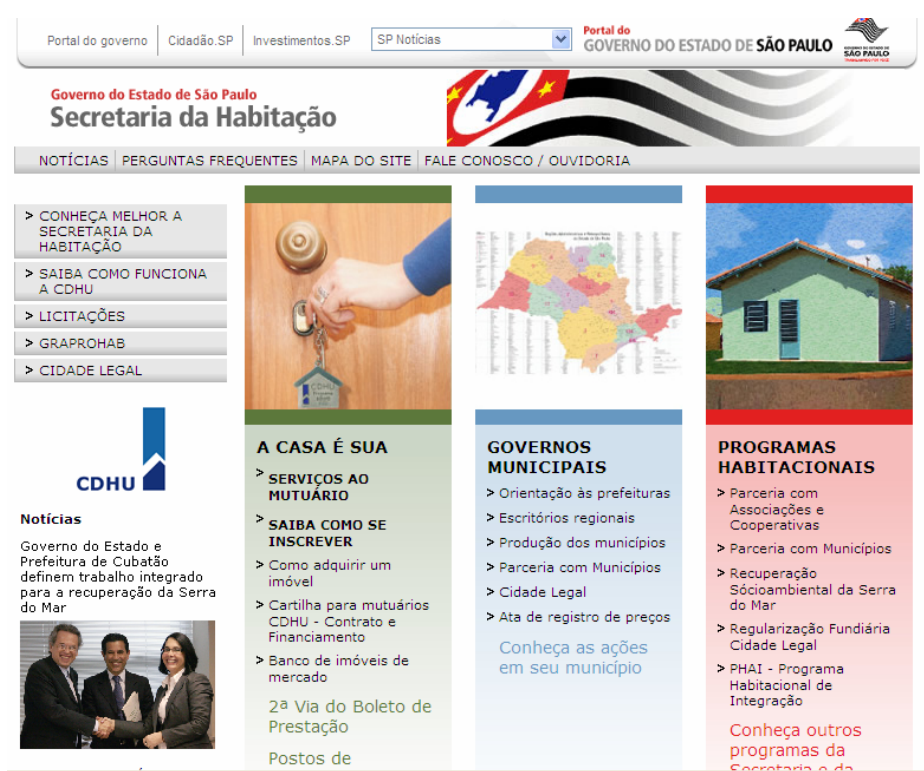 Portal do governo
Cidadão.SP
Investimentos.SP
SP Notícias
Portal do
GOVERNO DO ESTADO DE SÃO PAULO
SÃO PAULO
Governo do Estado de São Paulo
Secretaria da Habitação
NOTÍCIAS
PERGUNTAS FREQUENTES
MAPA DO SITE
FALE CONOSCO / OUVIDORIA
> CONHEÇA MELHOR A
SECRETARIA DA
HABITAÇÃO
> SAIBA COMO FUNCIONA
A CDHU
> LICITAÇÕES
> GRAPROHAB
> CIDADE LEGAL
CDHU
Notícias
Governo do Estado e
Prefeitura de Cubatão
definem trabalho integrado
para a recuperação da Serra
do Mar
CDHU
A CASA É SUA
> SERVIÇOS AO
MUTUÁRIO
> SAIBA COMO SE
INSCREVER
> Como adquirir um
imóvel
> Cartilha para mutuários
CDHU - Contrato e
Financiamento
> Banco de imóveis de
mercado
2ª Via do Boleto de
Prestação
Postos de
GOVERNOS
MUNICIPAIS
> Orientação às prefeituras
> Escritórios regionais
> Produção dos municípios
> Parceria com Municípios
> Cidade Legal
> Ata de registro de preços
Conheça as ações
em seu município
PROGRAMAS
HABITACIONAIS
> Parceria com
Associações e
Cooperativas
> Parceria com Municípios
> Recuperação
Sócioambiental da Serra
do Mar
> Regularização Fundiária
Cidade Legal
> PHAI - Programa
Habitacional de
Integração
Conheça outros
programas da
Secretaria e da